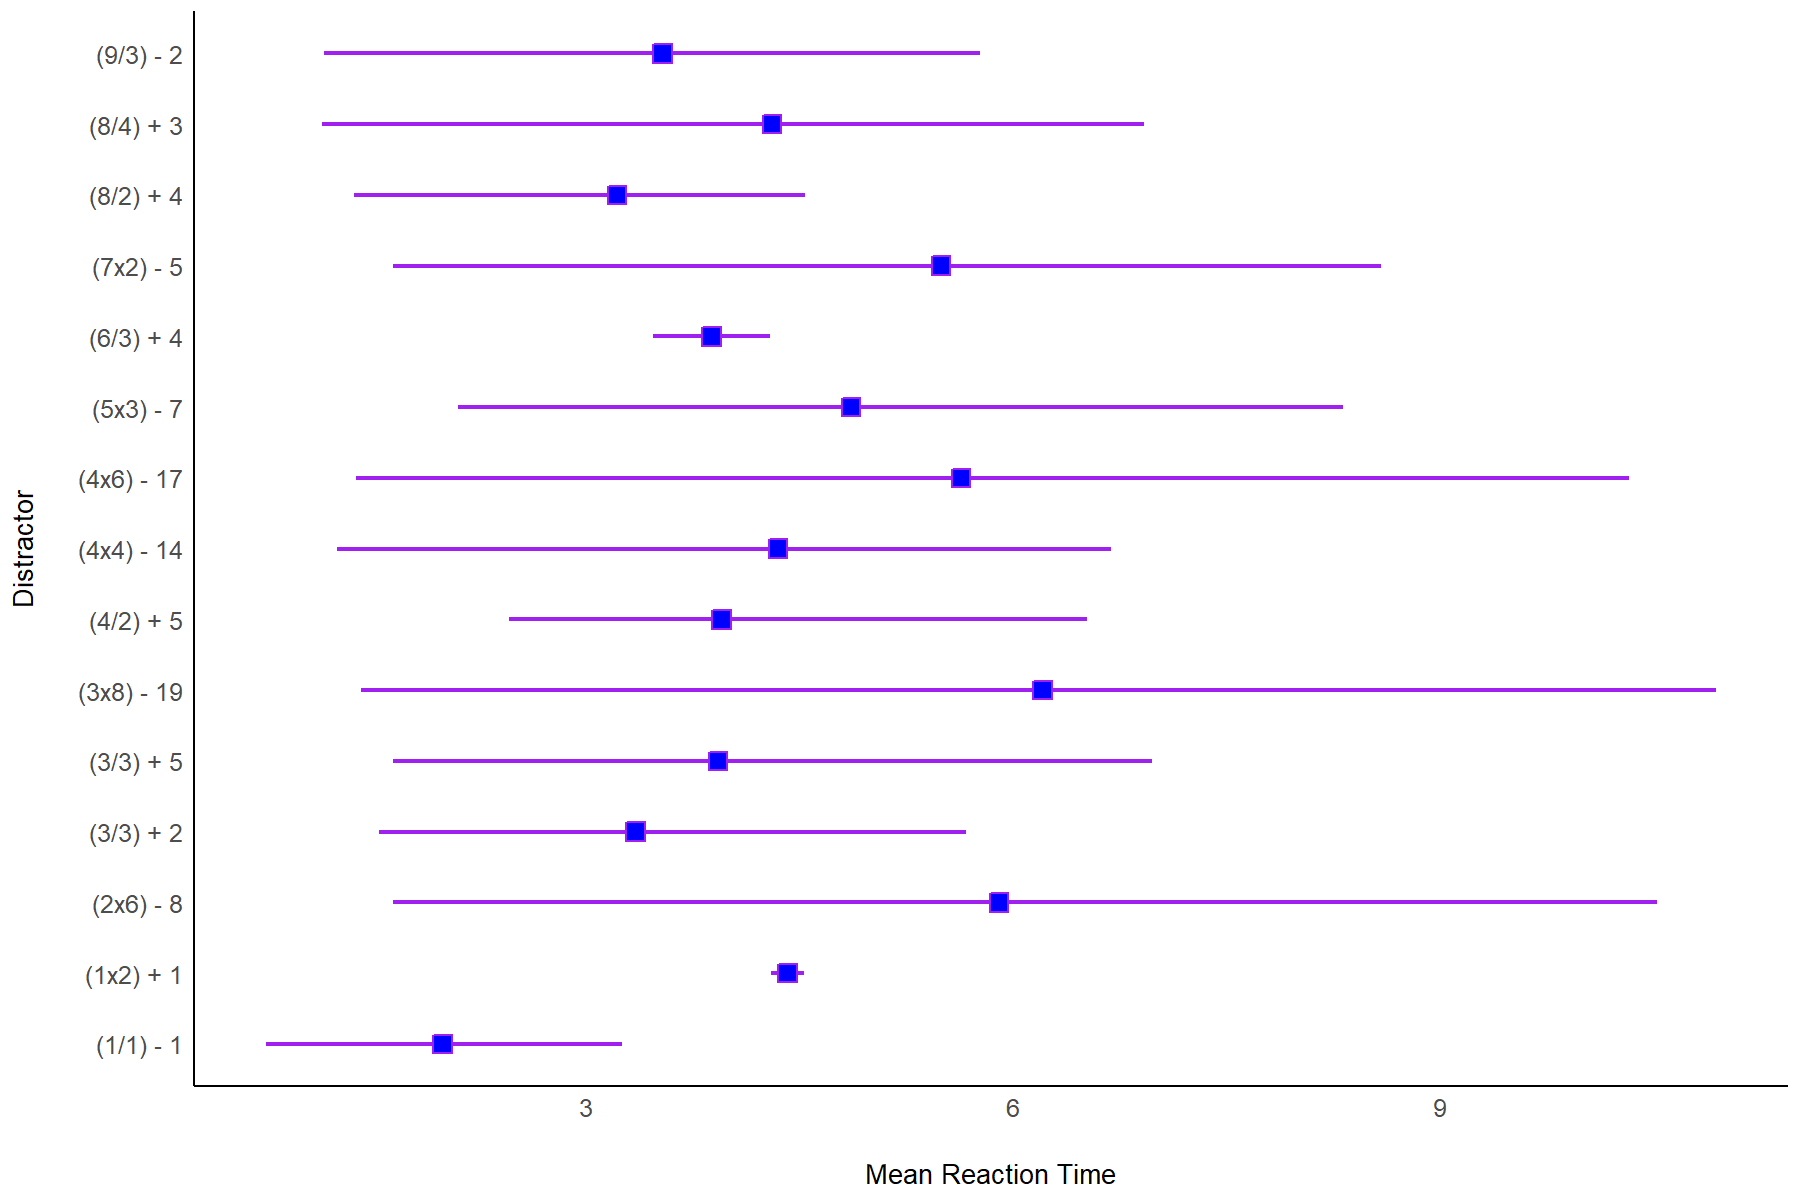 (9/3) - 2
(8/4) + 3
(8/2) + 4
(7x2) - 5
(6/3) + 4
(5x3) - 7
(4x6) - 17
(4x4) - 14
(4/2) + 5
(3x8) - 19
(3/3) + 5
(3/3) + 2
(2x6) - 8
(1x2) + 1
(1/1) - 1
Distractor
3 6 9
Mean Reaction Time